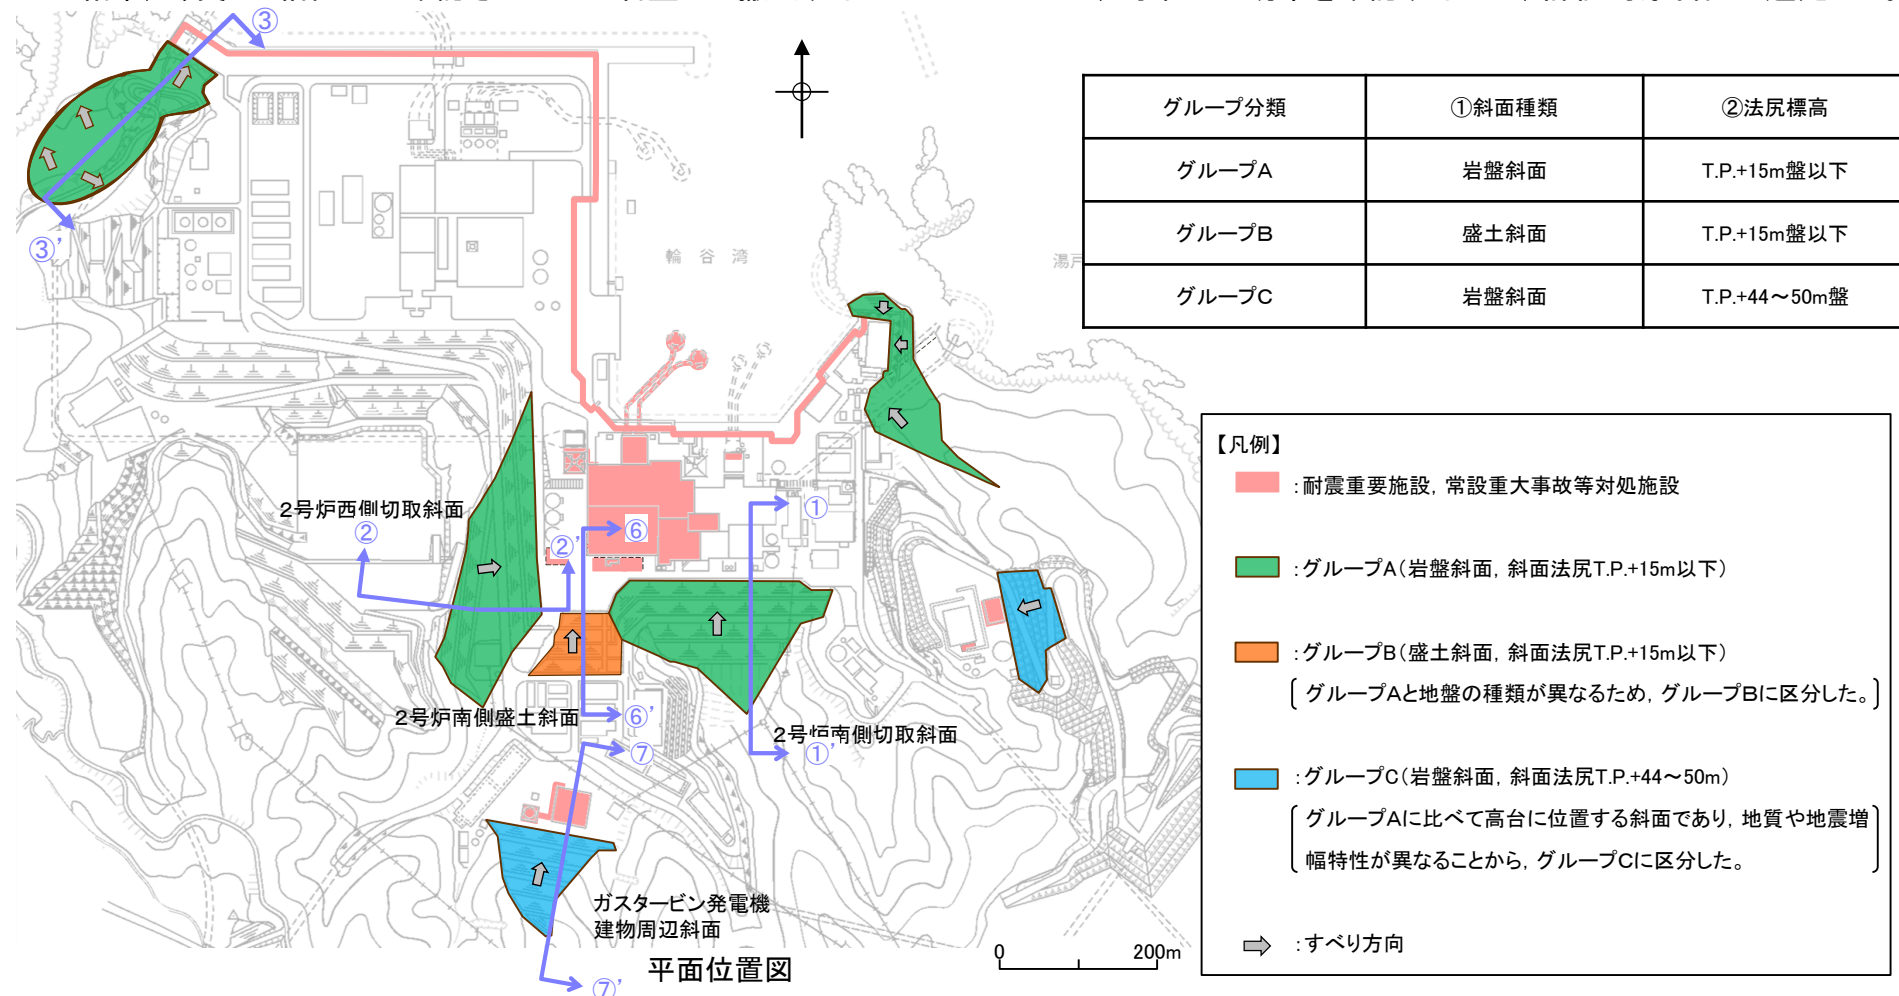 ③
③'
輪谷湾
グループ分類 ①斜面種類 ②法尻標高
グループA 岩盤斜面 T.P.+15m盤以下
グループB 盛土斜面 T.P.+15m盤以下
グループC 岩盤斜面 T.P.+44～50m盤
2号炉西側切取斜面
②
②'
⑥
①
2号炉南側盛土斜面
⑥'
2号炉南側切取斜面
①'
⑦
ガスタービン発電機
建物周辺斜面
⑦'
平面位置図
0 200m
【凡例】
:耐震重要施設, 常設重大事故等対処施設
:グループA(岩盤斜面, 斜面法尻T.P.+15m以下)
:グループB(盛土斜面, 斜面法尻T.P.+15m以下)
グループAと地盤の種類が異なるため, グループBに区分した。
:グループC(岩盤斜面, 斜面法尻T.P.+44～50m)
グループAに比べて高台に位置する斜面であり, 地質や地震増
幅特性が異なることから, グループCに区分した。
:すべり方向